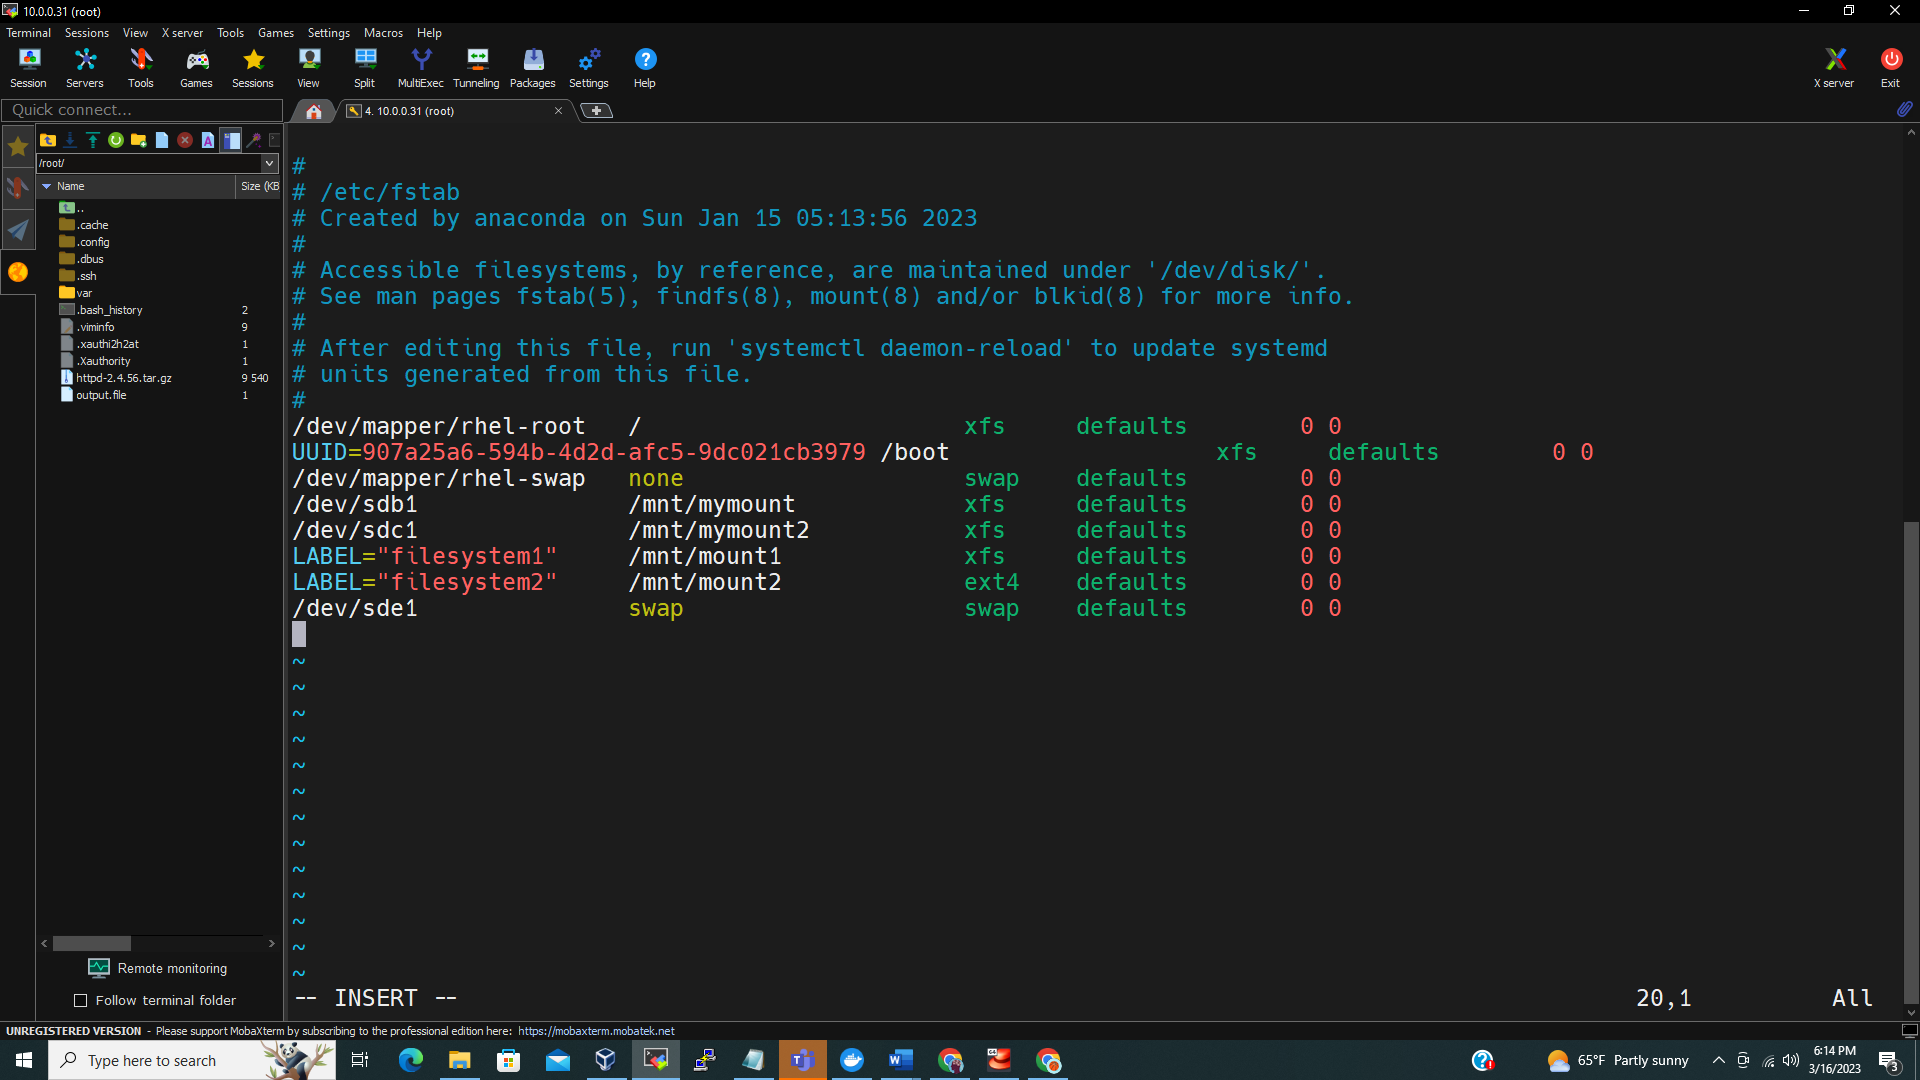 10.0.0.31 (root)
Terminal Sessions View X server Tools Games Settings Macros Help
Session Servers Tools Games Sessions View Split MultiExec Tunneling Packages Settings Help X server Exit
Quick connect...
4. 10.0.0.31 (root)
/root/
Name Size (KB
..
.cache
.config
.dbus
.ssh
var
.bash_history 2
.viminfo 9
.xauthi2h2at 1
.Xauthority 1
httpd-2.4.56.tar.gz 9 540
output.file 1
#
# /etc/fstab
# Created by anaconda on Sun Jan 15 05:13:56 2023
#
# Accessible filesystems, by reference, are maintained under '/dev/disk/'.
# See man pages fstab(5), findfs(8), mount(8) and/or blkid(8) for more info.
#
# After editing this file, run 'systemctl daemon-reload' to update systemd
# units generated from this file.
#
/dev/mapper/rhel-root / xfs defaults 0 0
UUID=907a25a6-594b-4d2d-afc5-9dc021cb3979 /boot xfs defaults 0 0
/dev/mapper/rhel-swap none swap defaults 0 0
/dev/sdb1 /mnt/mymount xfs defaults 0 0
/dev/sdc1 /mnt/mymount2 xfs defaults 0 0
LABEL="filesystem1" /mnt/mount1 xfs defaults 0 0
LABEL="filesystem2" /mnt/mount2 ext4 defaults 0 0
/dev/sde1 swap swap defaults 0 0
~
~
~
~
~
~
~
~
~
~
~
~
~
-- INSERT -- 20,1 All
Remote monitoring
Follow terminal folder
UNREGISTERED VERSION - Please support MobaXterm by subscribing to the professional edition here: https://mobaxterm.mobatek.net
Type here to search
65°F Partly sunny
6:14 PM
3/16/2023
3